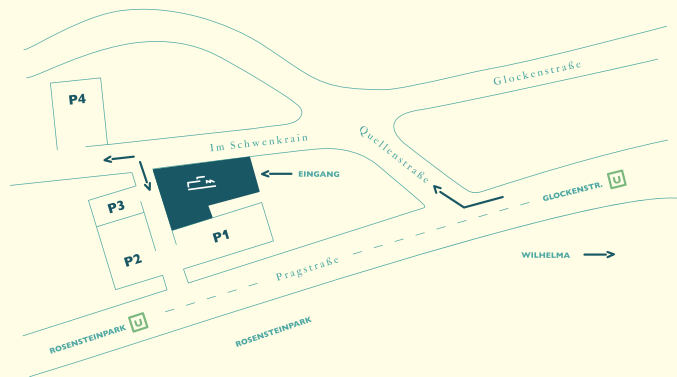 Glockenstraße
P4
Im Schwenkrain
Quellenstraße
EINGANG
GLOCKENSTR. U
P3
P1
P2
WILHELMA
Pragstraße
ROSENSTEINPARK U
ROSENSTEINPARK